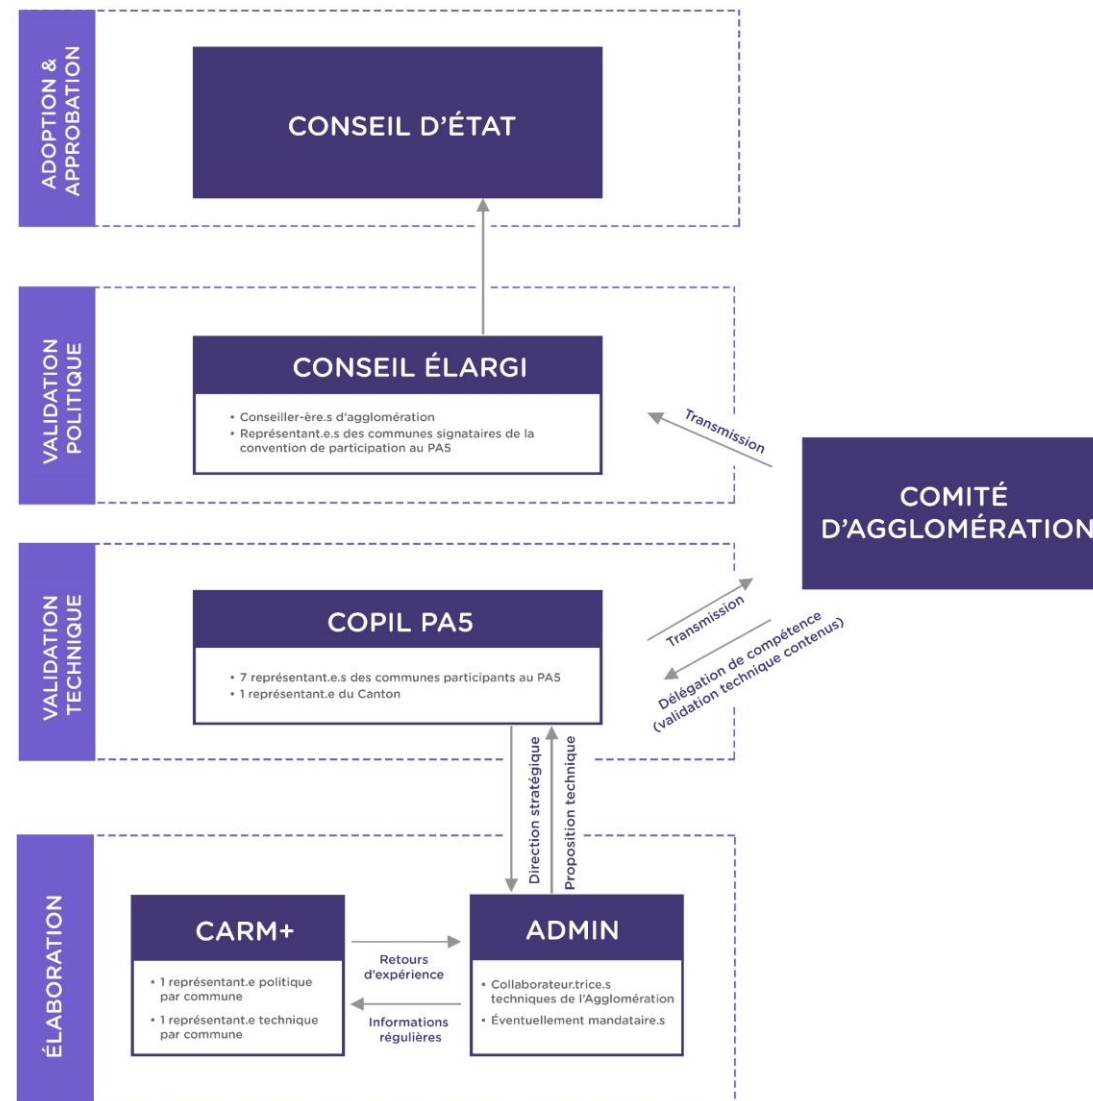 ADOPTION &
APPROBATION
CONSEIL D'ÉTAT
VALIDATION
POLITIQUE
CONSEIL ÉLARGI
• Conseiller-ère.s d'agglomération
• Représentant.e.s des communes signataires de la
convention de participation au PA5
Transmission
COMITÉ
D'AGGLOMÉRATION
VALIDATION
TECHNIQUE
COPIL PA5
• 7 représentant.e.s des communes participants au PA5
• 1 représentant.e du Canton
Transmission
Délégation de compétence
(validation technique contenus)
Direction stratégique
Proposition technique
ÉLABORATION
CARM+
• 1 représentant.e politique
par commune
• 1 représentant.e technique
par commune
Retours
d'expérience
Informations
régulières
ADMIN
• Collaborateur.trice.s
techniques de l'Agglomération
• Éventuellement mandataire.s